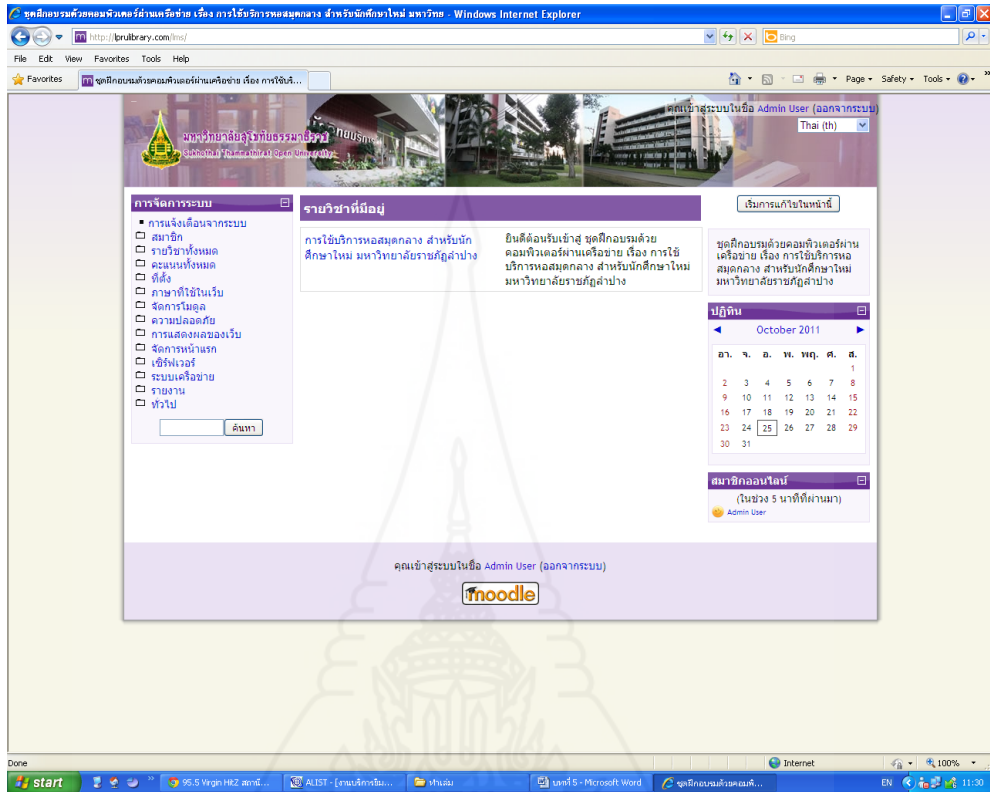 ชุดฝึกอบรมด้วยคอมพิวเตอร์ผ่านเครือข่าย เรื่อง การใช้บริการหอสมุดกลาง สำหรับนักศึกษาใหม่ มหาวิทย - Windows Internet Explorer
http://lprulibrary.com/lms/
Bing
File Edit View Favorites Tools Help
Favorites
ชุดฝึกอบรมด้วยคอมพิวเตอร์ผ่านเครือข่าย เรื่อง การใช้บริ...
Page Safety Tools
คุณเข้าสู่ระบบในชื่อ Admin User (ออกจากระบบ)
Thai (th)
มหาวิทยาลัยสุโขทัยธรรมาธิราช
Sukhothai Thammathirat Open University
การจัดการระบบ
การแจ้งเตือนจากระบบ
สมาชิก
รายวิชาทั้งหมด
คะแนนทั้งหมด
ที่ตั้ง
ภาษาที่ใช้ในเว็บ
จัดการโมดูล
ความปลอดภัย
การแสดงผลของเว็บ
จัดการหน้าแรก
เซิร์ฟเวอร์
ระบบเครือข่าย
รายงาน
ทั่วไป
ค้นหา
รายวิชาที่มีอยู่
การใช้บริการหอสมุดกลาง สำหรับนัก
ศึกษาใหม่ มหาวิทยาลัยราชภัฏลำปาง
ยินดีต้อนรับเข้าสู่ ชุดฝึกอบรมด้วย
คอมพิวเตอร์ผ่านเครือข่าย เรื่อง การใช้
บริการหอสมุดกลาง สำหรับนักศึกษาใหม่
มหาวิทยาลัยราชภัฏลำปาง
เริ่มการแก้ไขในหน้านี้
ชุดฝึกอบรมด้วยคอมพิวเตอร์ผ่าน
เครือข่าย เรื่อง การใช้บริการหอ
สมุดกลาง สำหรับนักศึกษาใหม่
มหาวิทยาลัยราชภัฏลำปาง
ปฏิทิน
October 2011
อา. จ. อ. พ. พฤ. ศ. ส.
1
2 3 4 5 6 7 8
9 10 11 12 13 14 15
16 17 18 19 20 21 22
23 24 25 26 27 28 29
30 31
สมาชิกออนไลน์
(ในช่วง 5 นาทีที่ผ่านมา)
Admin User
คุณเข้าสู่ระบบในชื่อ Admin User (ออกจากระบบ)
moodle
Done
Internet
100%
start
95.5 Virgin HitZ สถานี...
ALIST - [งานบริการยืม...
ทำเล่ม
บทที่ 5 - Microsoft Word
ชุดฝึกอบรมด้วยคอมพิ...
EN
11:30